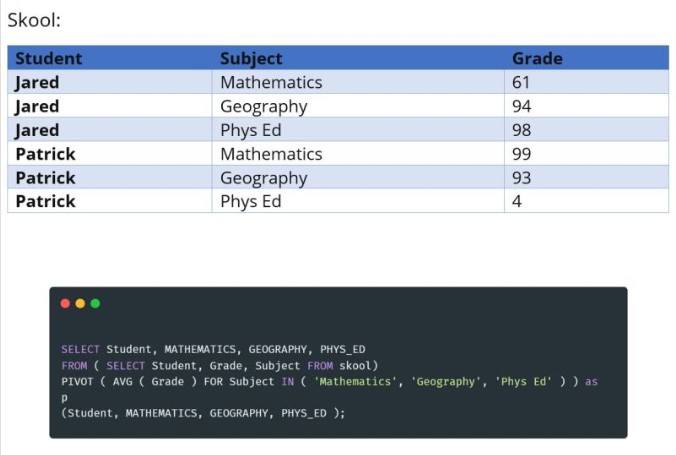 Skool:
Student Subject Grade
Jared Mathematics 61
Jared Geography 94
Jared Phys Ed 98
Patrick Mathematics 99
Patrick Geography 93
Patrick Phys Ed 4
SELECT Student, MATHEMATICS, GEOGRAPHY, PHYS_ED
FROM ( SELECT Student, Grade, Subject FROM skool)
PIVOT ( AVG ( Grade ) FOR Subject IN ( 'Mathematics', 'Geography', 'Phys Ed' ) ) as
p
(Student, MATHEMATICS, GEOGRAPHY, PHYS_ED );